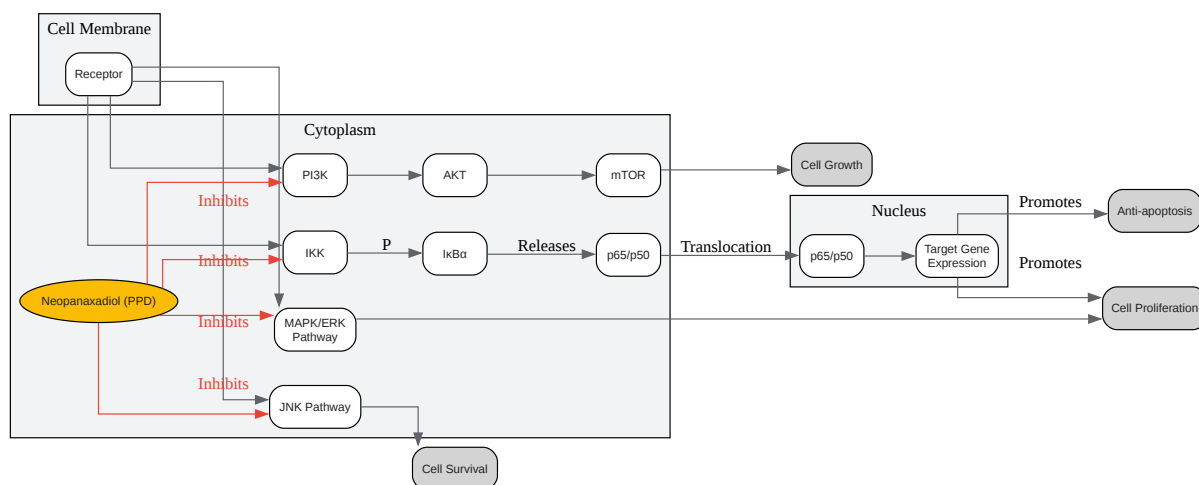 Cell Membrane
Receptor
Cytoplasm
PI3K
AKT
mTOR
Cell Growth
Inhibits
Nucleus
Promotes
Anti-apoptosis
IKK
P
IκBα
Releases
p65/p50
Translocation
p65/p50
Target Gene
Expression
Promotes
Inhibits
Neopanaxadiol (PPD)
Inhibits
MAPK/ERK
Pathway
Cell Proliferation
Inhibits
JNK Pathway
Cell Survival